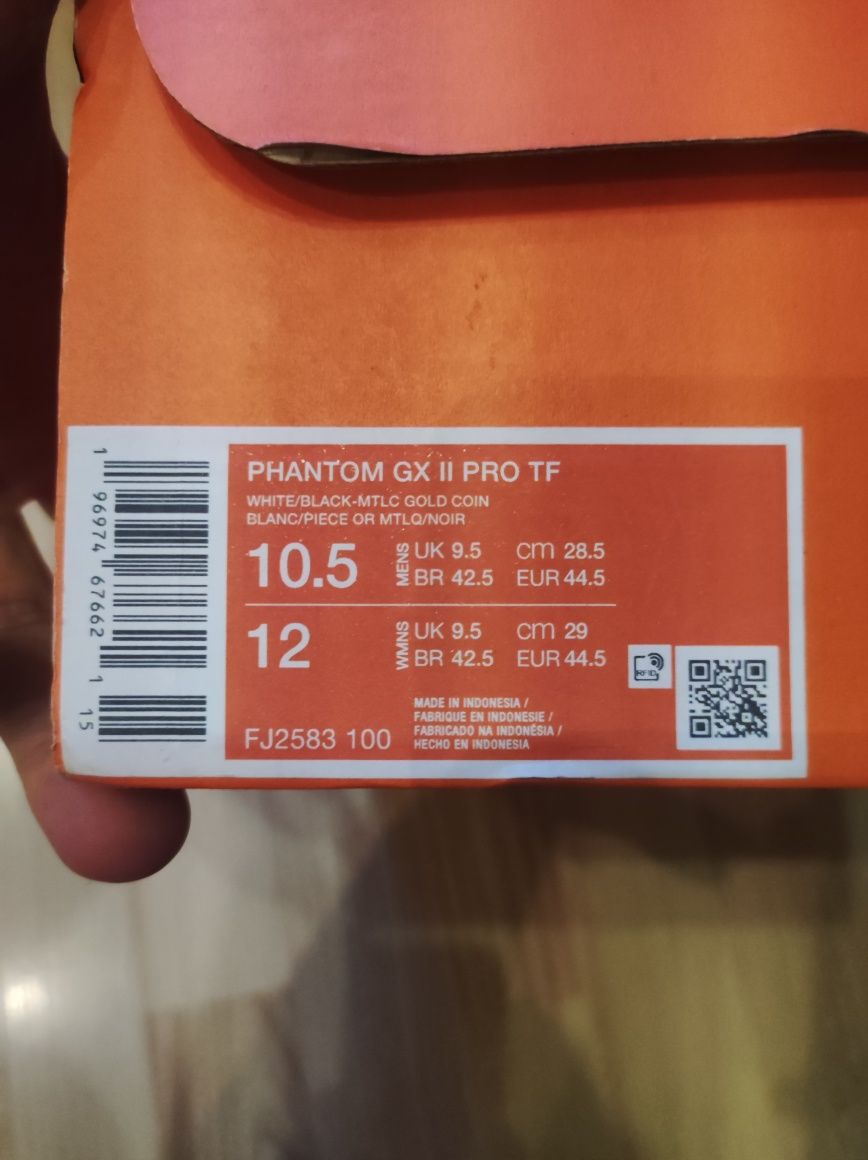 PHANTOM GX II PRO TF
WHITE/BLACK-MTLC GOLD COIN
BLANC/PIECE OR MTLQ/NOIR
10.5 MENS UK 9.5 cm 28.5
BR 42.5 EUR 44.5
12 WMNS UK 9.5 cm 29
BR 42.5 EUR 44.5
RFID
MADE IN INDONESIA /
FABRIQUE EN INDONESIE /
FABRICADO NA INDONÉSIA /
HECHO EN INDONESIA
FJ2583 100
1 96974 67662 1 15